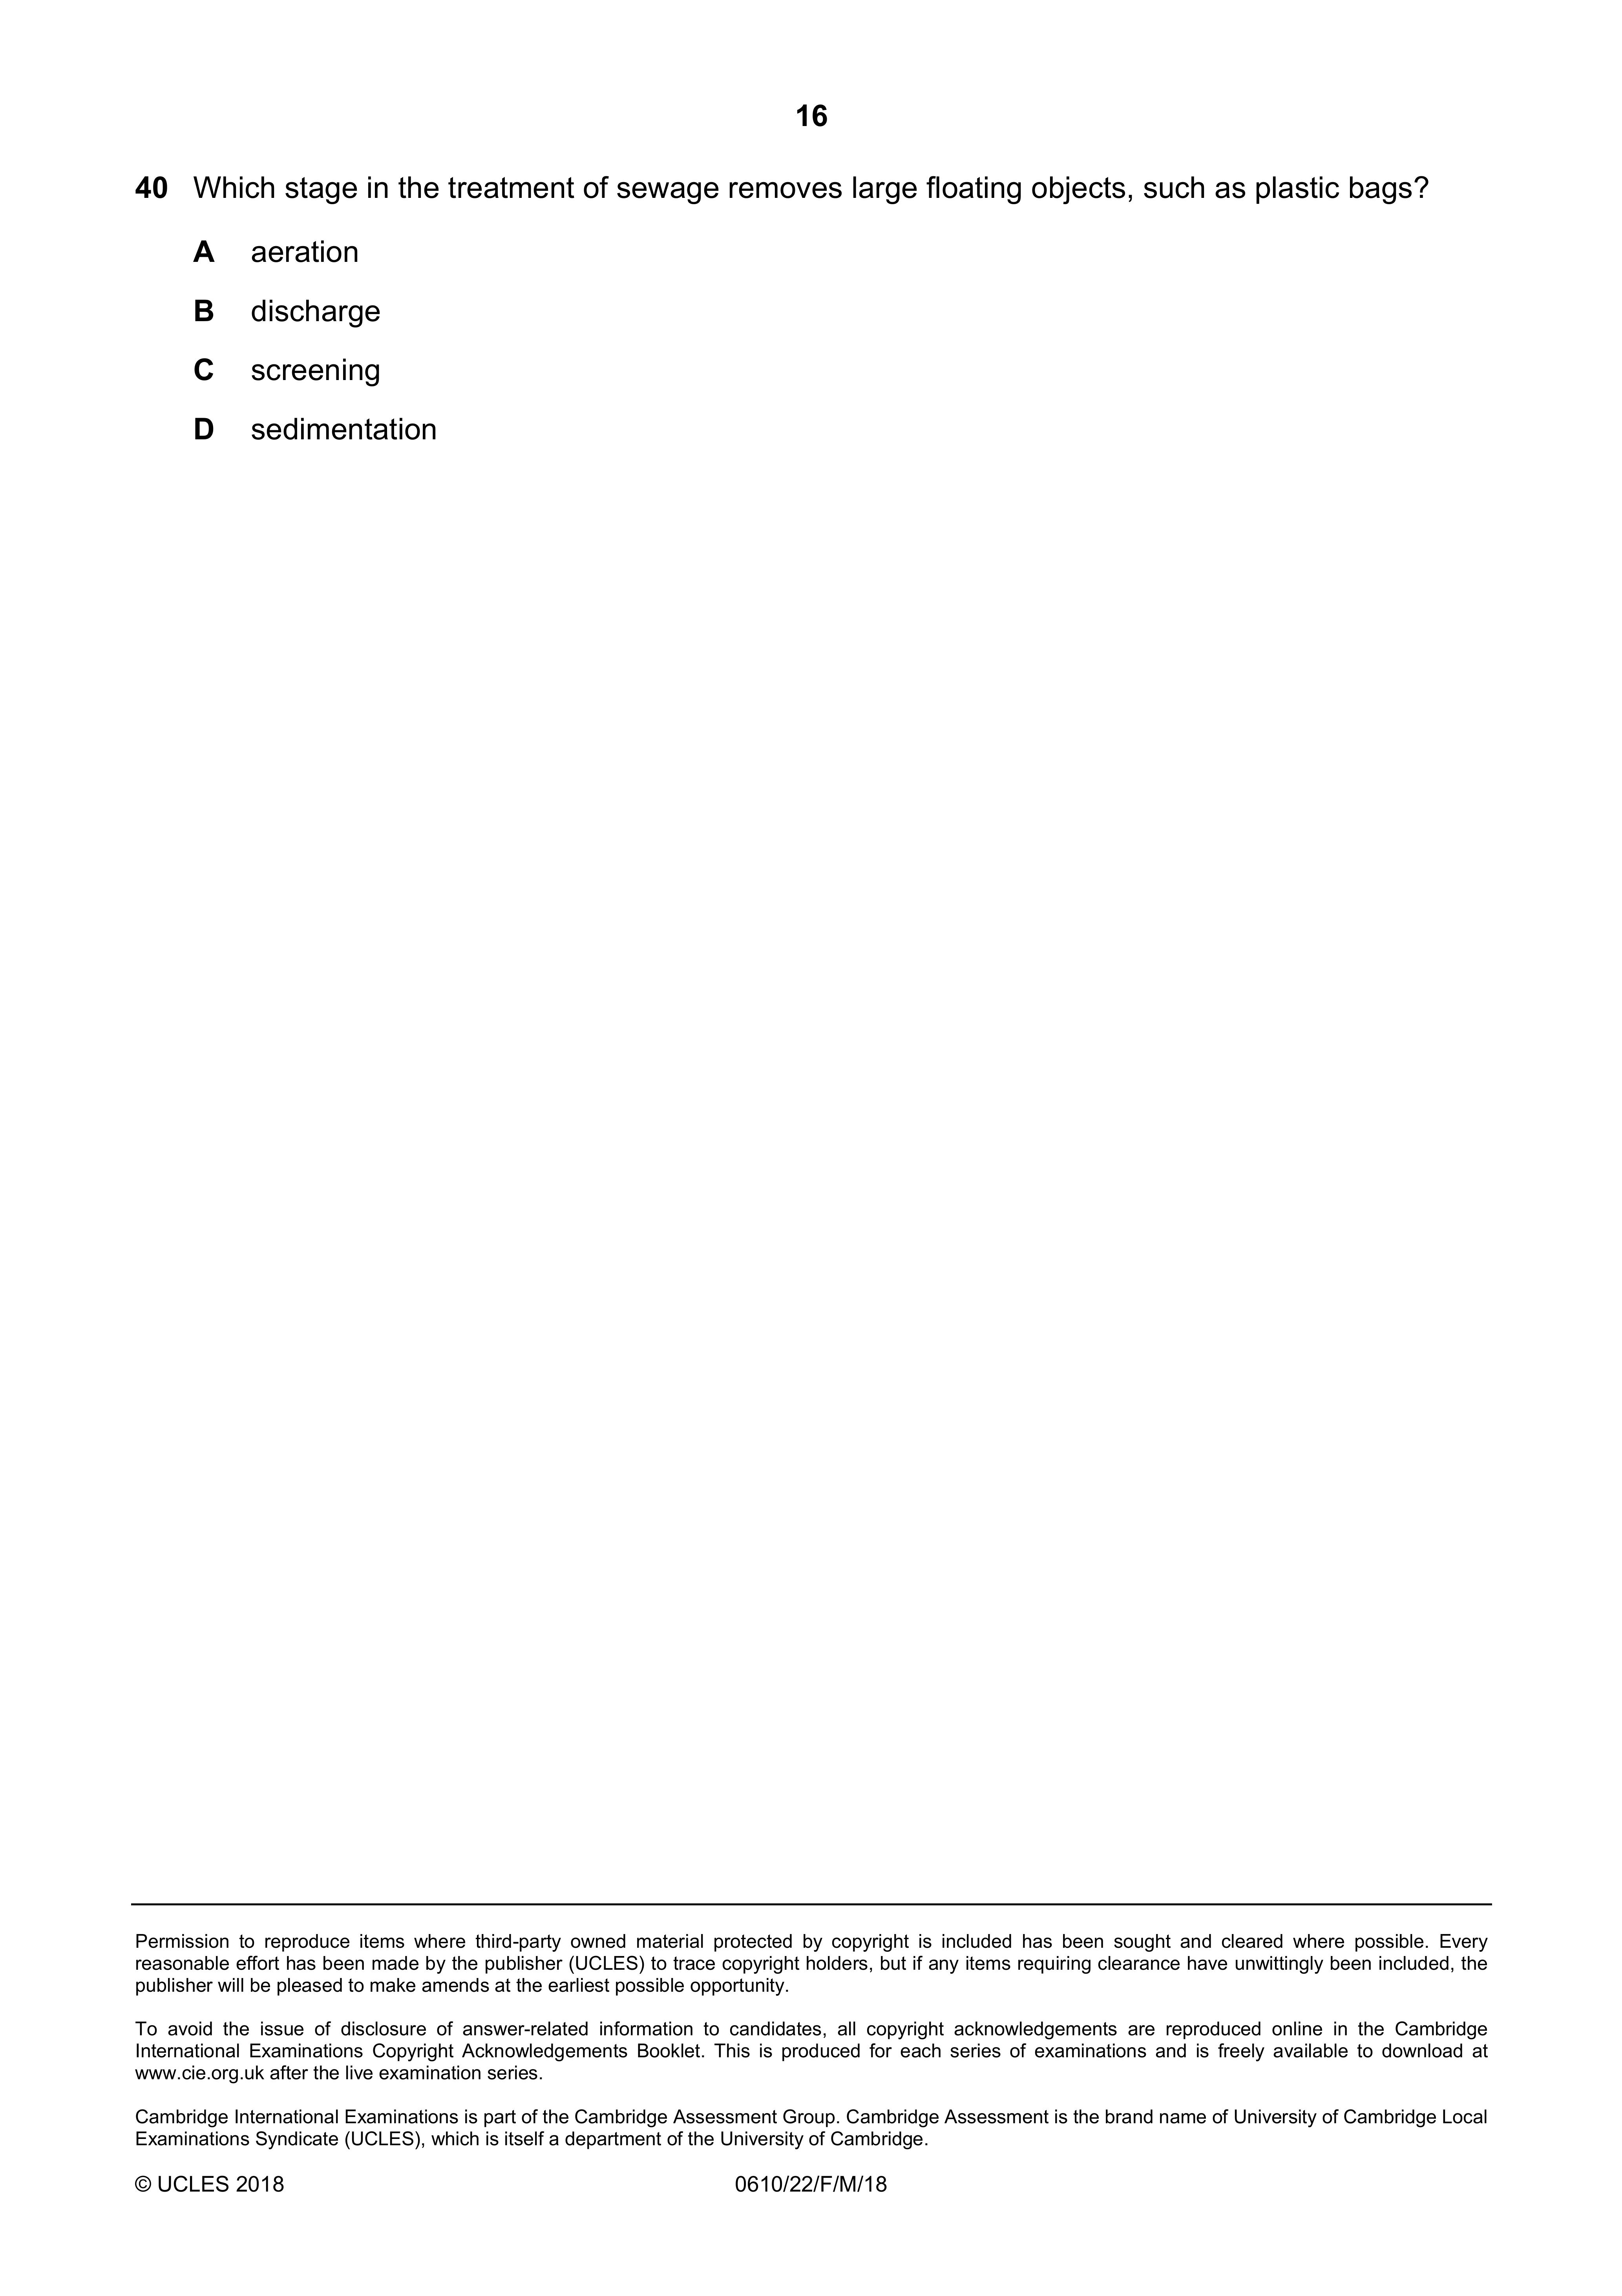 16
40 Which stage in the treatment of sewage removes large floating objects, such as plastic bags?
A aeration
B discharge
C screening
D sedimentation
Permission to reproduce items where third-party owned material protected by copyright is included has been sought and cleared where possible. Every
reasonable effort has been made by the publisher (UCLES) to trace copyright holders, but if any items requiring clearance have unwittingly been included, the
publisher will be pleased to make amends at the earliest possible opportunity.
To avoid the issue of disclosure of answer-related information to candidates, all copyright acknowledgements are reproduced online in the Cambridge
International Examinations Copyright Acknowledgements Booklet. This is produced for each series of examinations and is freely available to download at
www.cie.org.uk after the live examination series.
Cambridge International Examinations is part of the Cambridge Assessment Group. Cambridge Assessment is the brand name of University of Cambridge Local
Examinations Syndicate (UCLES), which is itself a department of the University of Cambridge.
© UCLES 2018 0610/22/F/M/18